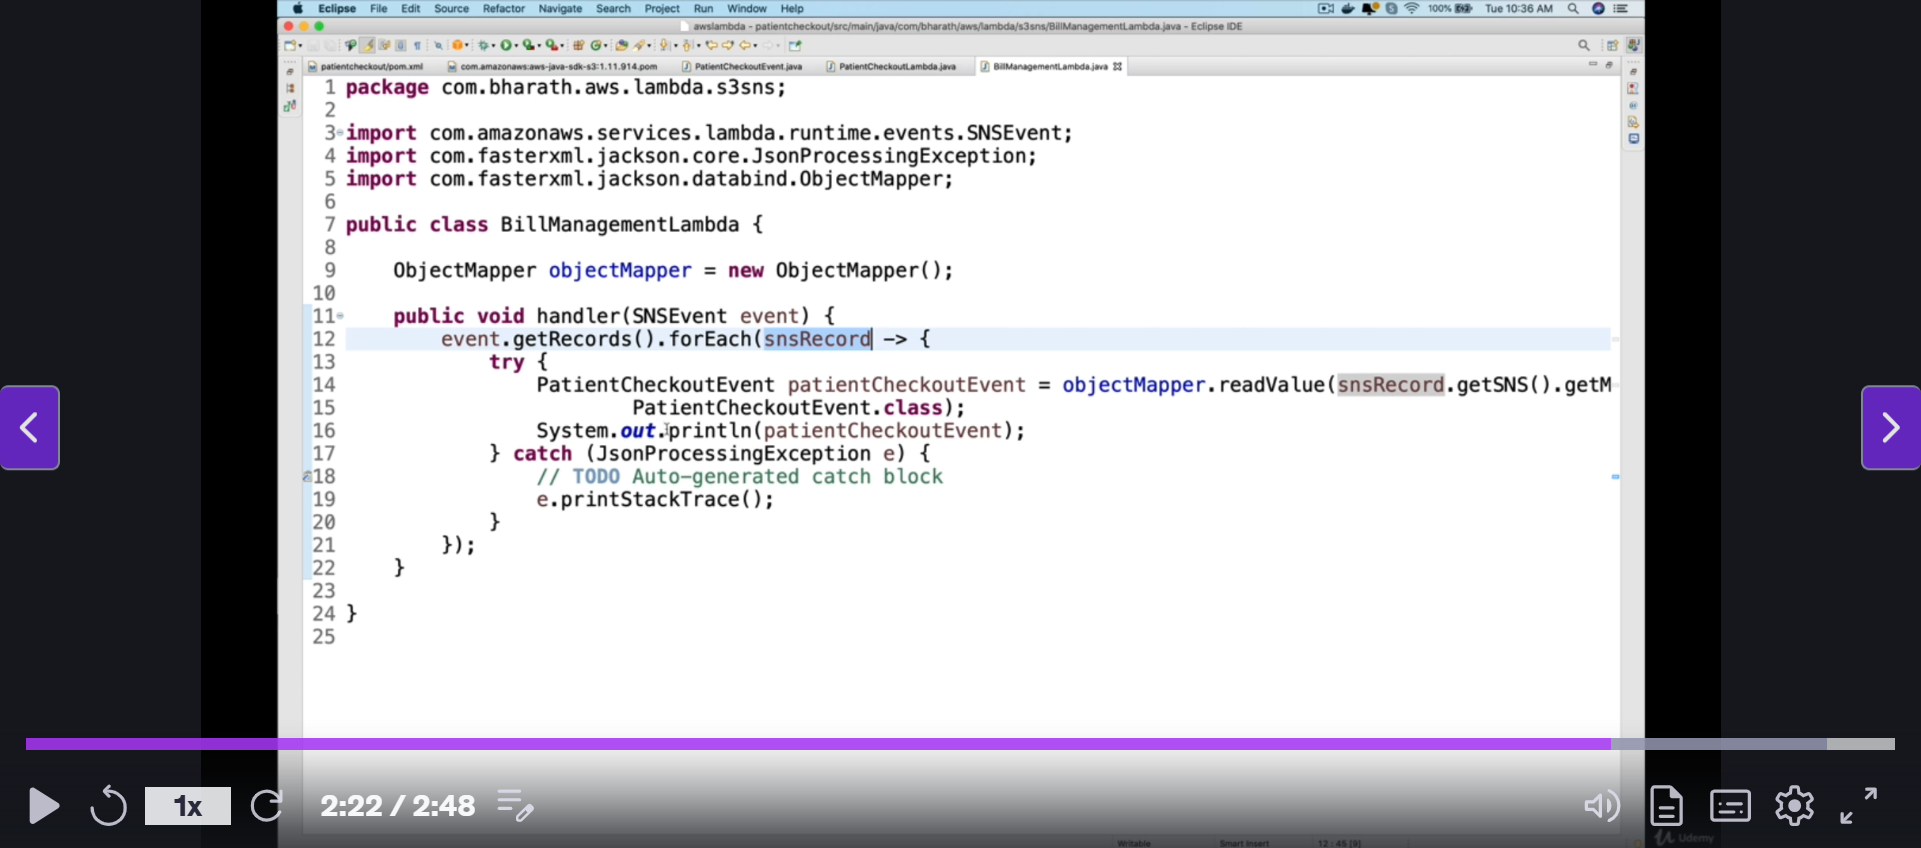 Eclipse File Edit Source Refactor Navigate Search Project Run Window Help 100% Tue 10:36 AM
awslambda - patientcheckout/src/main/java/com/bharath/aws/lambda/s3sns/BillManagementLambda.java - Eclipse IDE
patientcheckout/pom.xml com.amazonaws:aws-java-sdk-s3:1.11.914.pom PatientCheckoutEvent.java PatientCheckoutLambda.java BillManagementLambda.java
1 package com.bharath.aws.lambda.s3sns;
2
3 import com.amazonaws.services.lambda.runtime.events.SNSEvent;
4 import com.fasterxml.jackson.core.JsonProcessingException;
5 import com.fasterxml.jackson.databind.ObjectMapper;
6
7 public class BillManagementLambda {
8
9 ObjectMapper objectMapper = new ObjectMapper();
10
11 public void handler(SNSEvent event) {
12 event.getRecords().forEach(snsRecord -> {
13 try {
14 PatientCheckoutEvent patientCheckoutEvent = objectMapper.readValue(snsRecord.getSNS().getM
15 PatientCheckoutEvent.class);
16 System.out.println(patientCheckoutEvent);
17 } catch (JsonProcessingException e) {
18 // TODO Auto-generated catch block
19 e.printStackTrace();
20 }
21 });
22 }
23
24 }
25
1x 2:22 / 2:48
Writable Smart Insert 12:45 [9]
Udemy